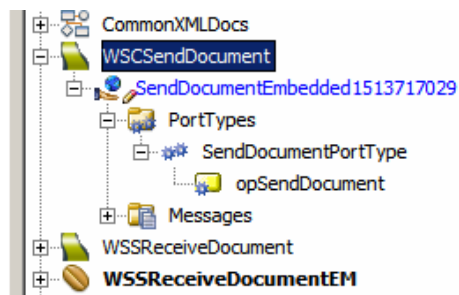 CommonXMLDocs
WSCSendDocument
SendDocumentEmbedded1513717029
PortTypes
SendDocumentPortType
opSendDocument
Messages
WSSReceiveDocument
WSSReceiveDocumentEM